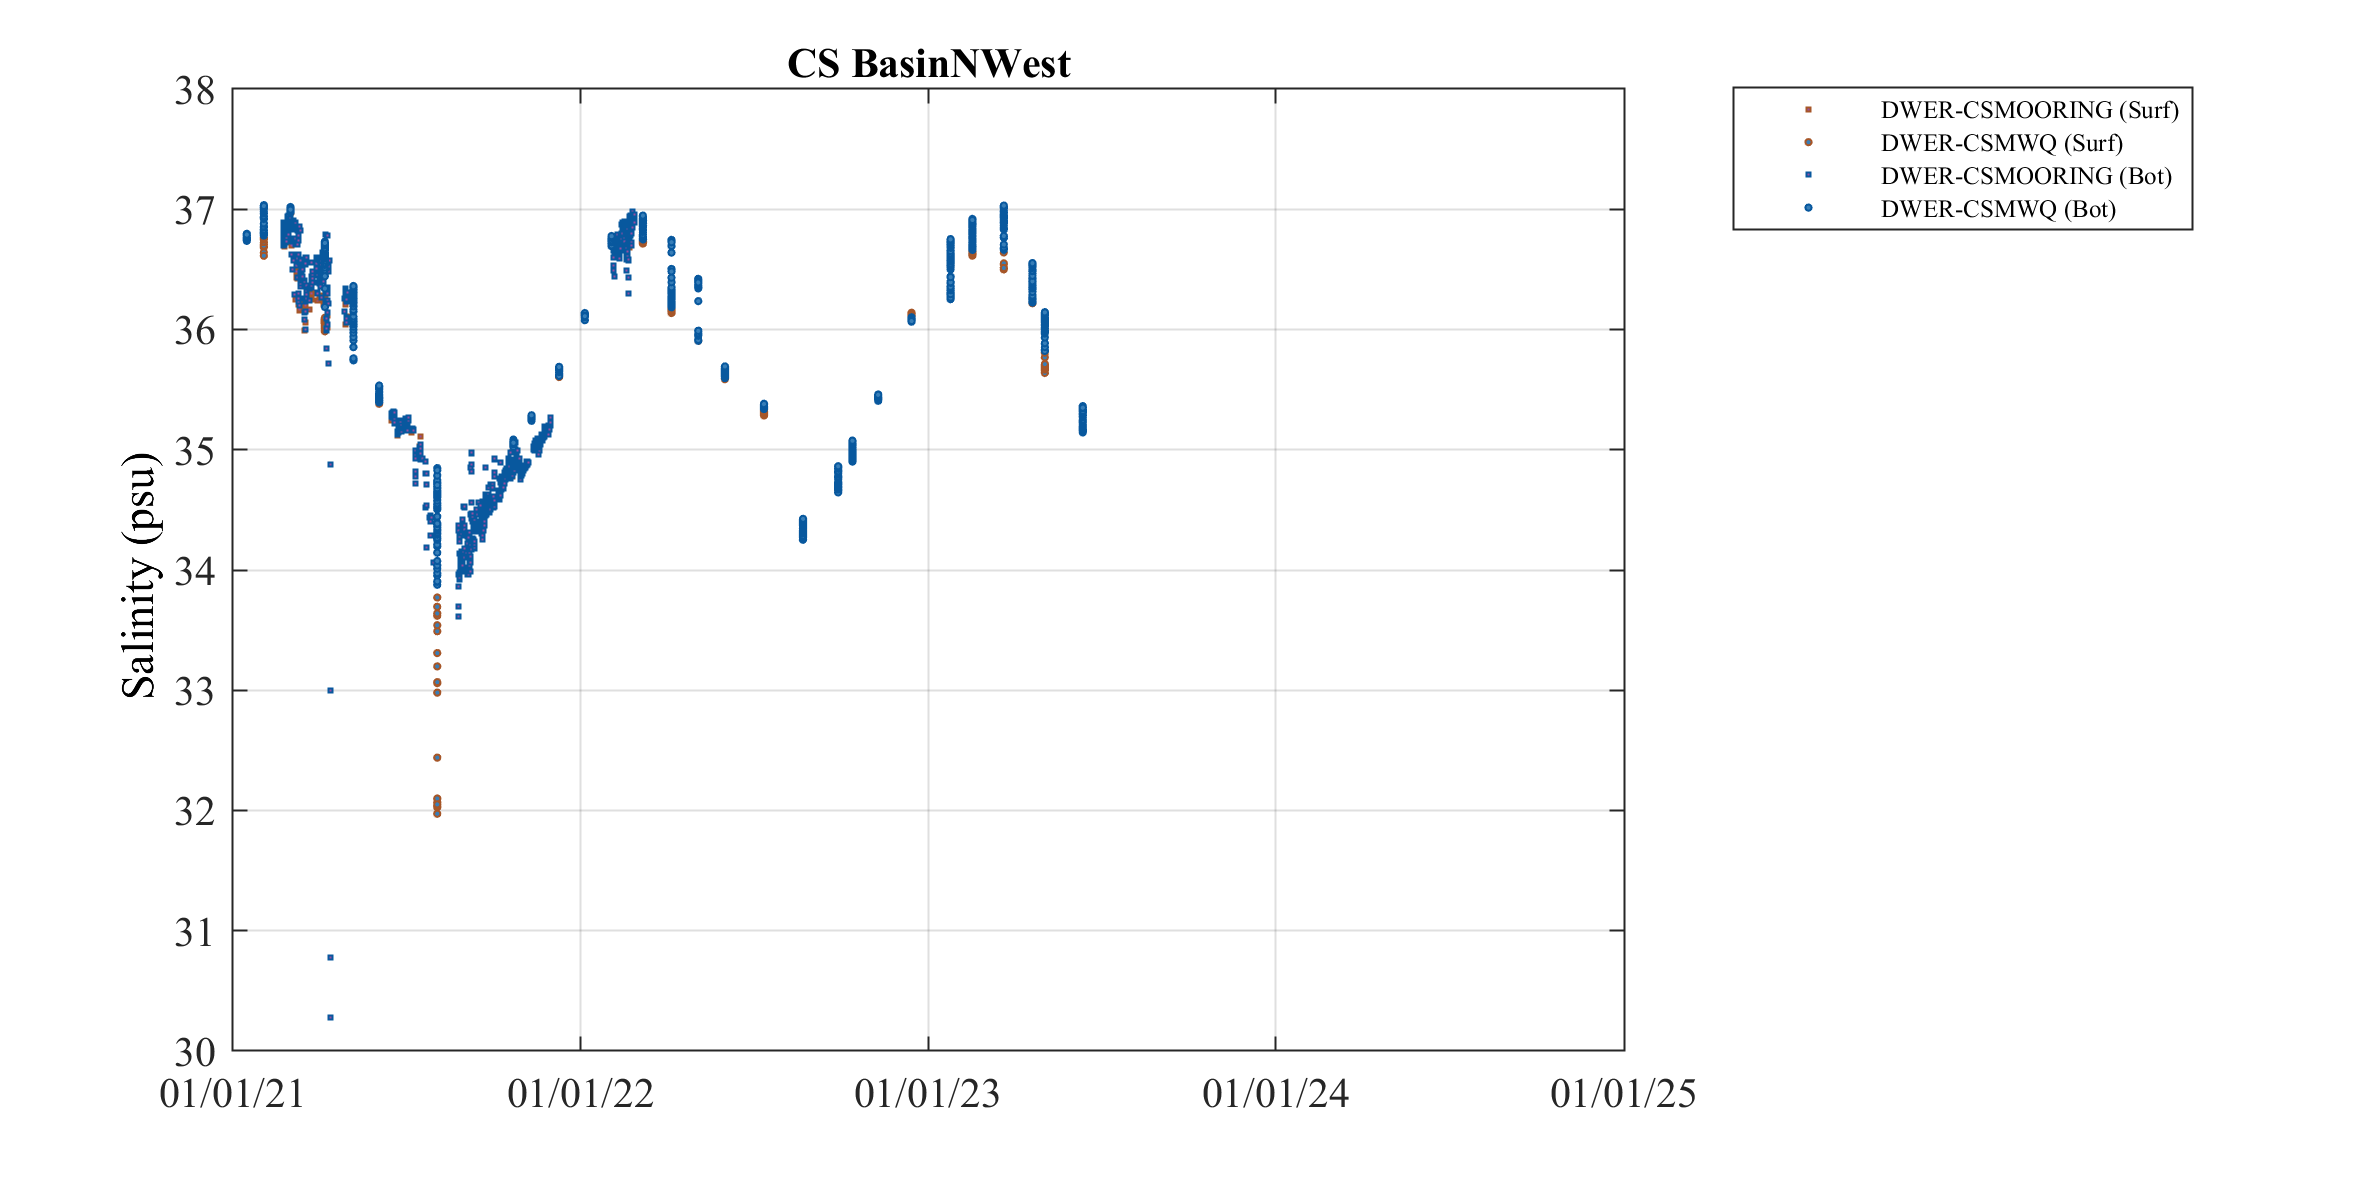 CS BasinNWest
38
37
36
35
34
33
32
31
30
Salinity (psu)
01/01/21
01/01/22
01/01/23
01/01/24
01/01/25
DWER-CSMOORING (Surf)
DWER-CSMWQ (Surf)
DWER-CSMOORING (Bot)
DWER-CSMWQ (Bot)